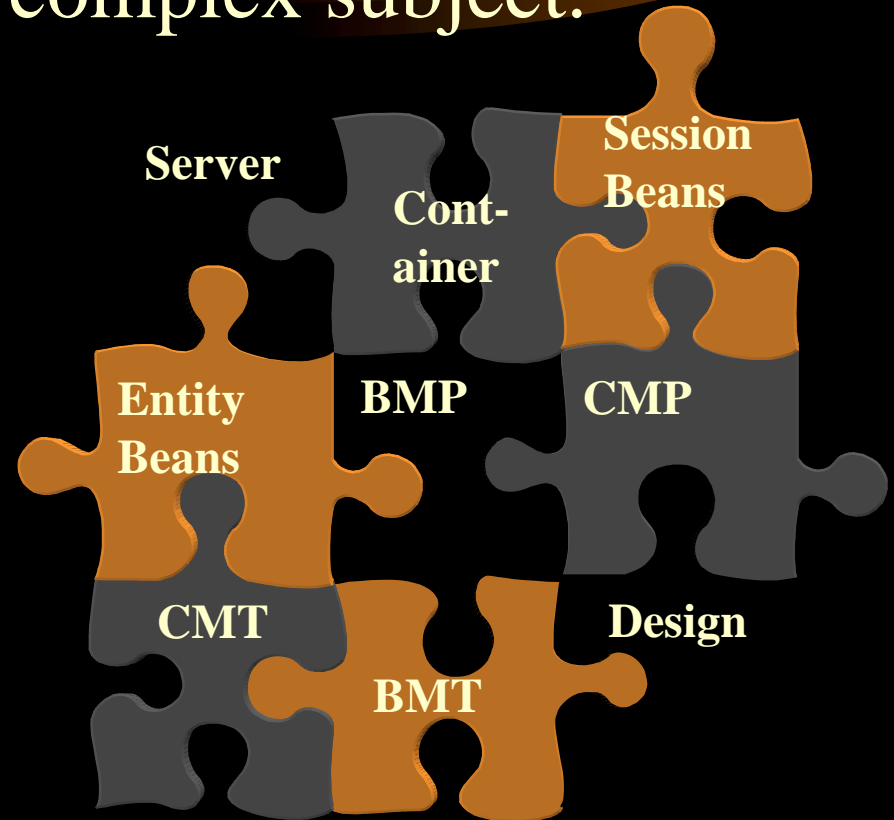 complex subject.
Server
Cont-
ainer
Session
Beans
Entity
Beans
BMP
CMP
CMT
BMT
Design